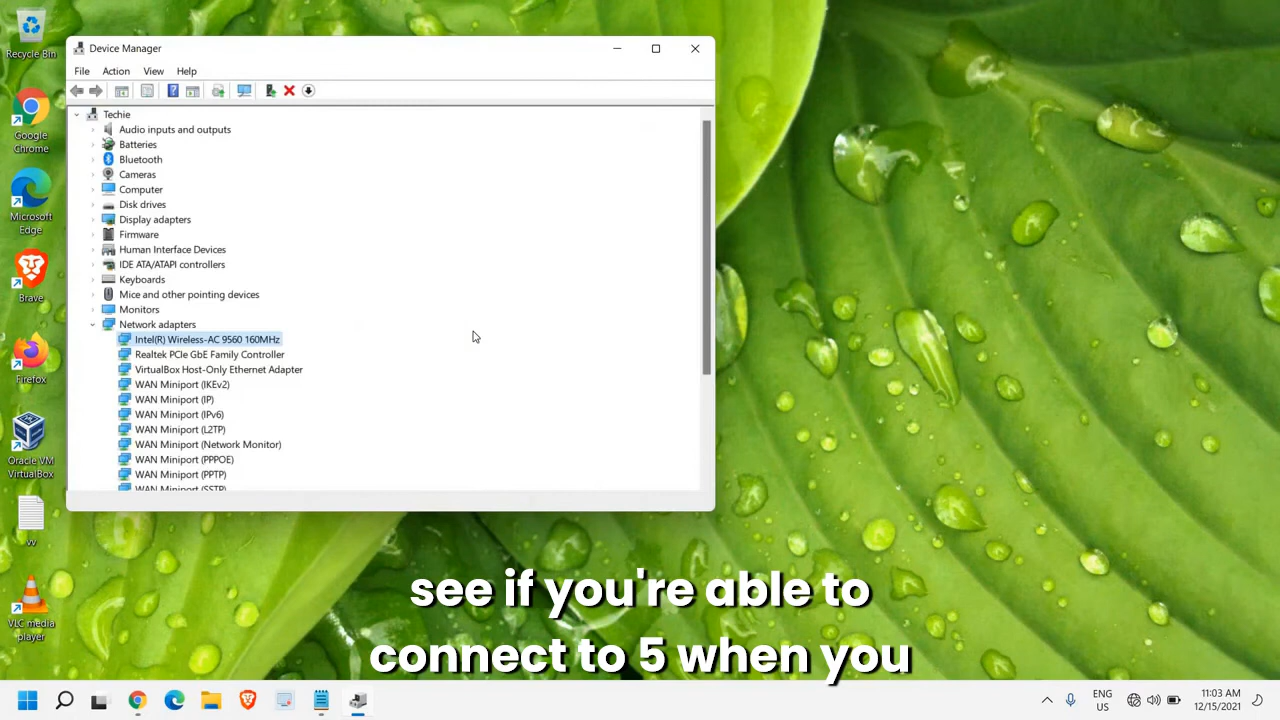 Recycle Bin
Google
Chrome
Microsoft
Edge
Brave
Firefox
Oracle VM
VirtualBox
vv
VLC media
player
Device Manager
File Action View Help
Techie
Audio inputs and outputs
Batteries
Bluetooth
Cameras
Computer
Disk drives
Display adapters
Firmware
Human Interface Devices
IDE ATA/ATAPI controllers
Keyboards
Mice and other pointing devices
Monitors
Network adapters
Intel(R) Wireless-AC 9560 160MHz
Realtek PCIe GbE Family Controller
VirtualBox Host-Only Ethernet Adapter
WAN Miniport (IKEv2)
WAN Miniport (IP)
WAN Miniport (IPv6)
WAN Miniport (L2TP)
WAN Miniport (Network Monitor)
WAN Miniport (PPPOE)
WAN Miniport (PPTP)
WAN Miniport (SSTP)
see if you're able to
connect to 5 when you
ENG
US
11:03 AM
12/15/2021